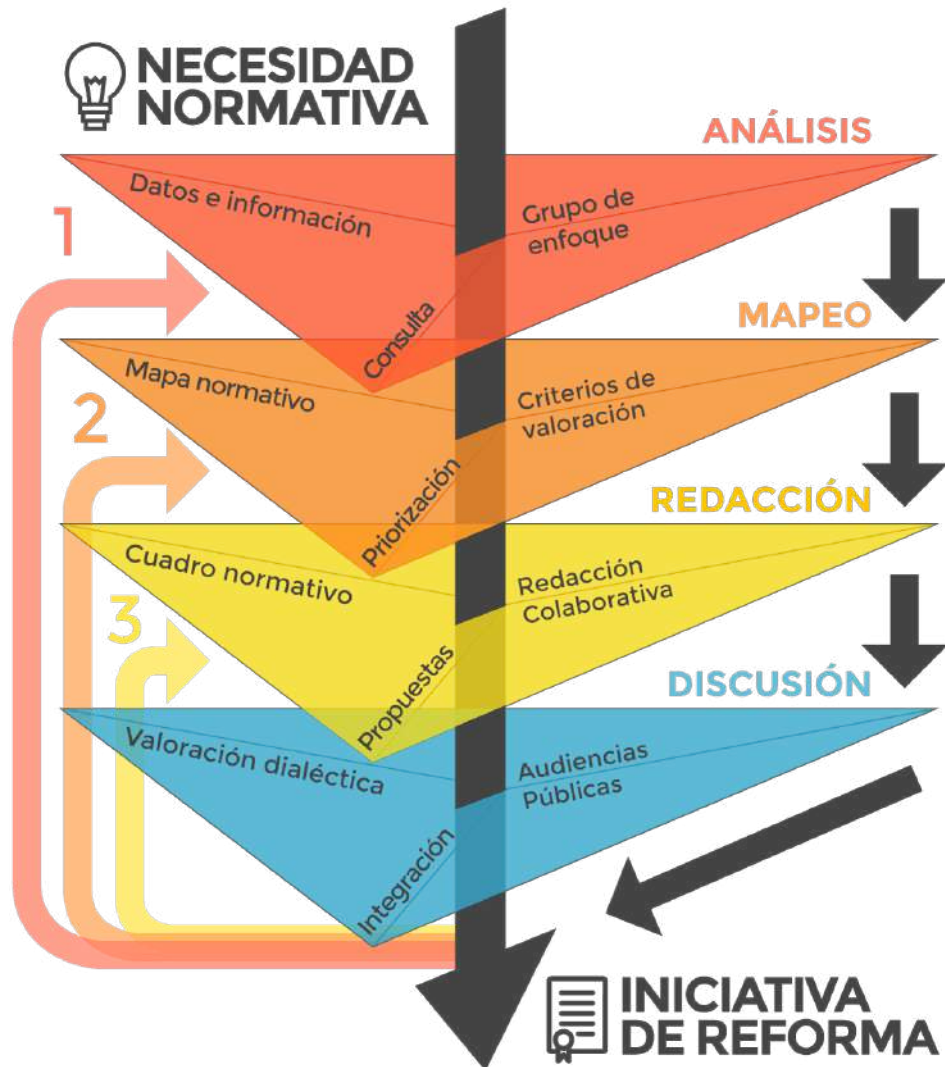 NECESIDAD
NORMATIVA
ANÁLISIS
Datos e información
Grupo de
enfoque
Consulta
1
MAPEO
Mapa normativo
Criterios de
valoración
Priorización
2
REDACCIÓN
Cuadro normativo
Redacción
Colaborativa
Propuestas
3
DISCUSIÓN
Valoración dialéctica
Audiencias
Públicas
Integración
INICIATIVA
DE REFORMA